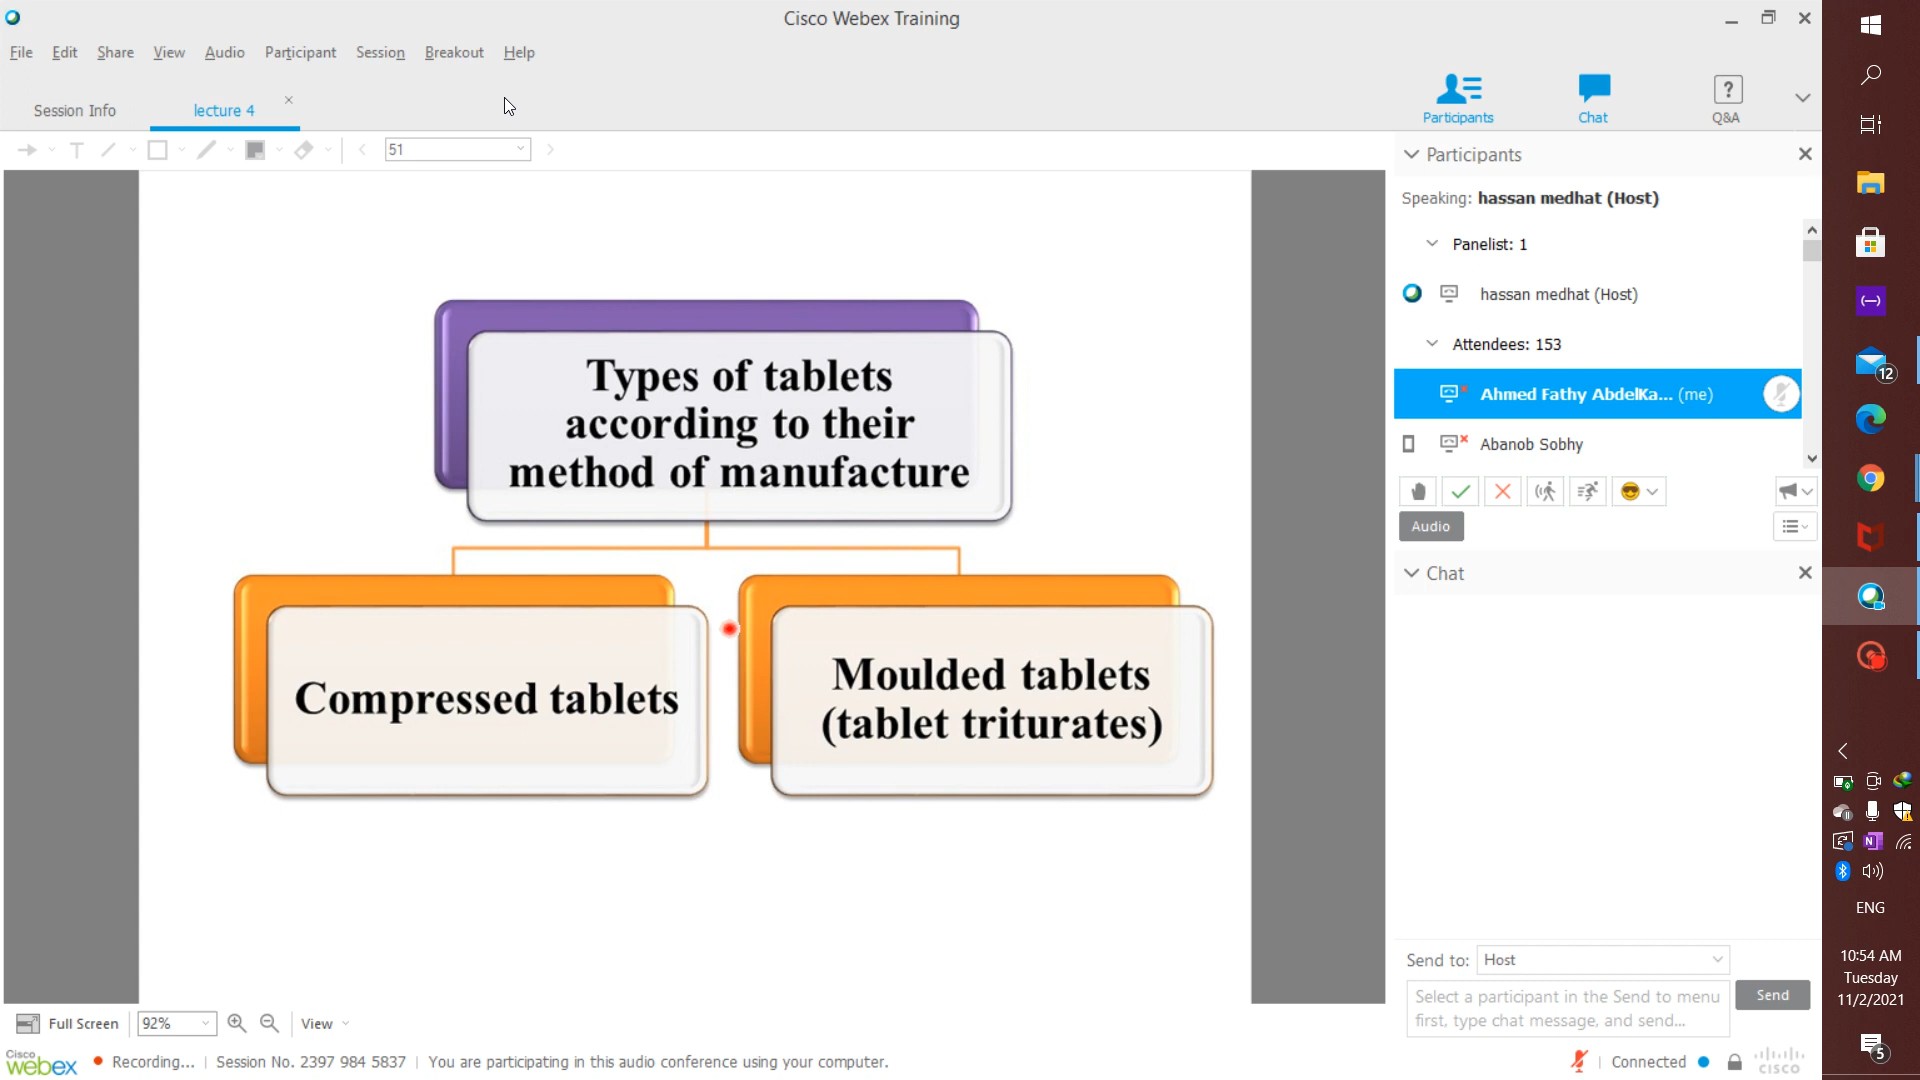 Cisco Webex Training
File Edit Share View Audio Participant Session Breakout Help
Session Info
lecture 4
Participants
Chat
?
Q&A
T
51
Participants
Speaking: hassan medhat (Host)
Panelist: 1
hassan medhat (Host)
Attendees: 153
Ahmed Fathy AbdelKa... (me)
Abanob Sobhy
Audio
Types of tablets
according to their
method of manufacture
Compressed tablets
Moulded tablets
(tablet triturates)
Chat
Send to: Host
Select a participant in the Send to menu
first, type chat message, and send...
Send
Full Screen
92%
View
Cisco
webex
Recording...
Session No. 2397 984 5837
You are participating in this audio conference using your computer.
Connected
CISCO
12
N
ENG
10:54 AM
Tuesday
11/2/2021
5